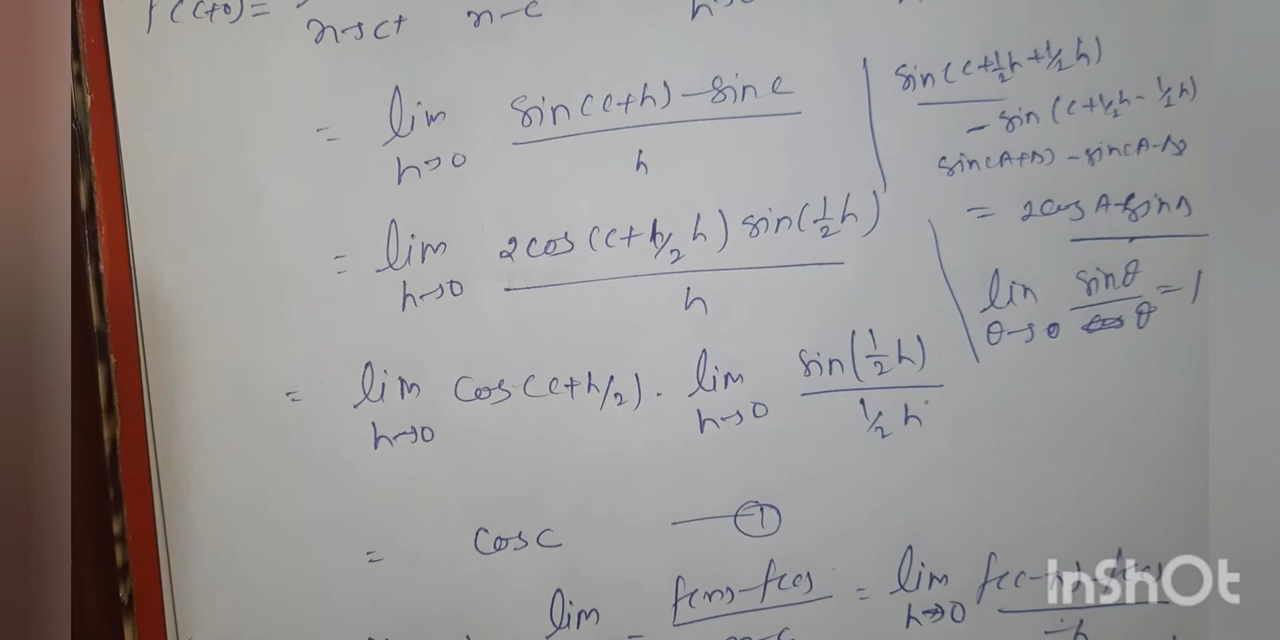 f'(c+0) =
x→c+ x-c h→0
= lim h→0 sin(c+h) - sin c / h
sin(c+½h+½h)
- sin(c+½h-½h)
sin(A+B) - sin(A-B)
= 2cos A sin B
= lim h→0 2cos(c+½h) sin(½h) / h
lim θ→0 sinθ / θ = 1
= lim h→0 cos(c+h/2) . lim h→0 sin(½h) / ½h
= cos c — ①
lim f(x)-f(c) / x-c = lim h→0 f(c-h)-f(c) / -h
InShOt